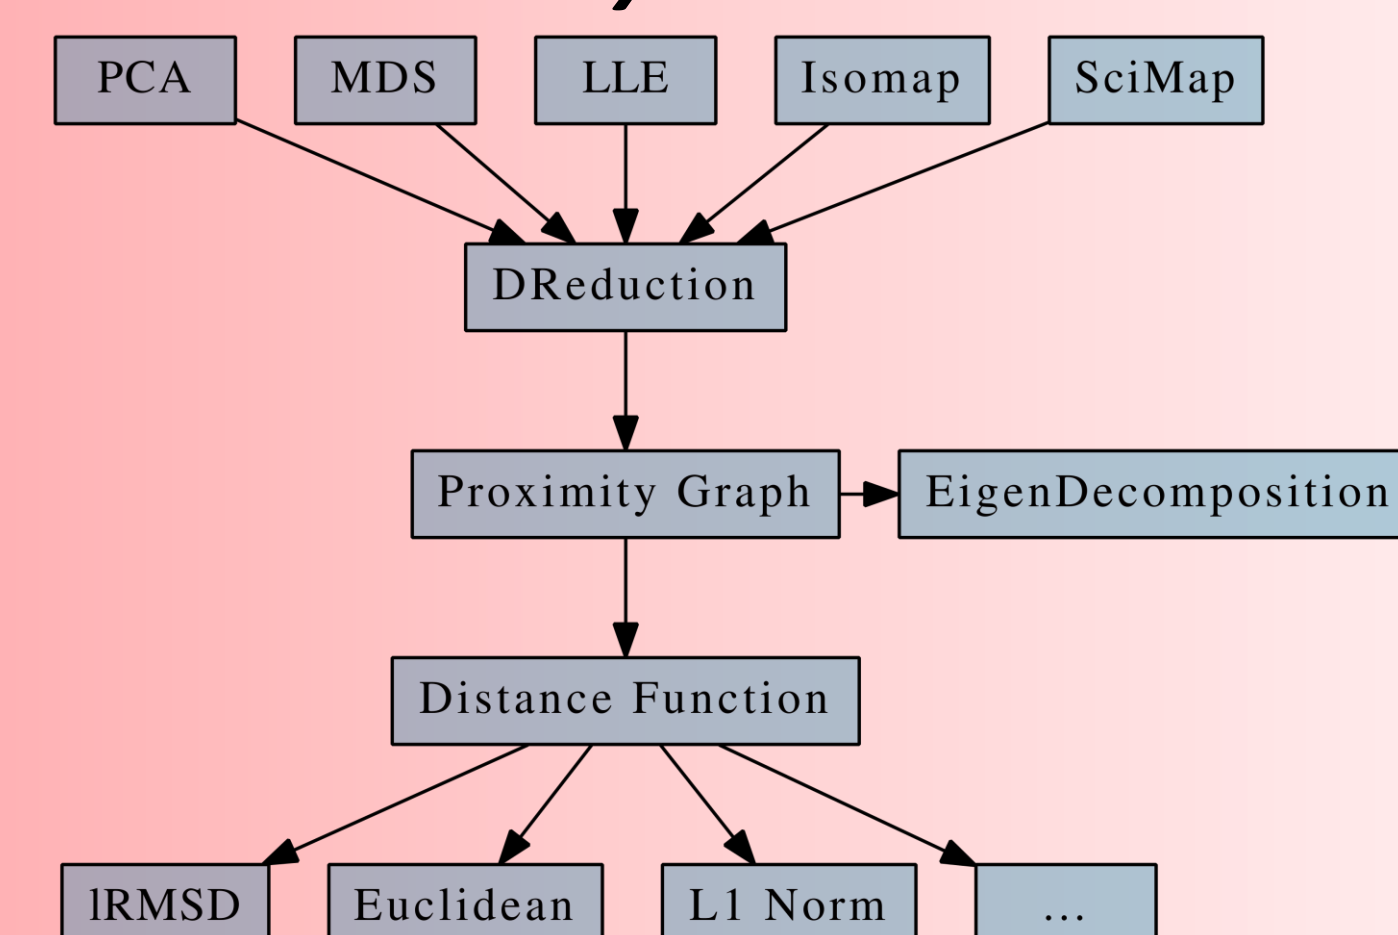 PCA
MDS
LLE
Isomap
SciMap
DReduction
Proximity Graph
EigenDecomposition
Distance Function
lRMSD
Euclidean
L1 Norm
...